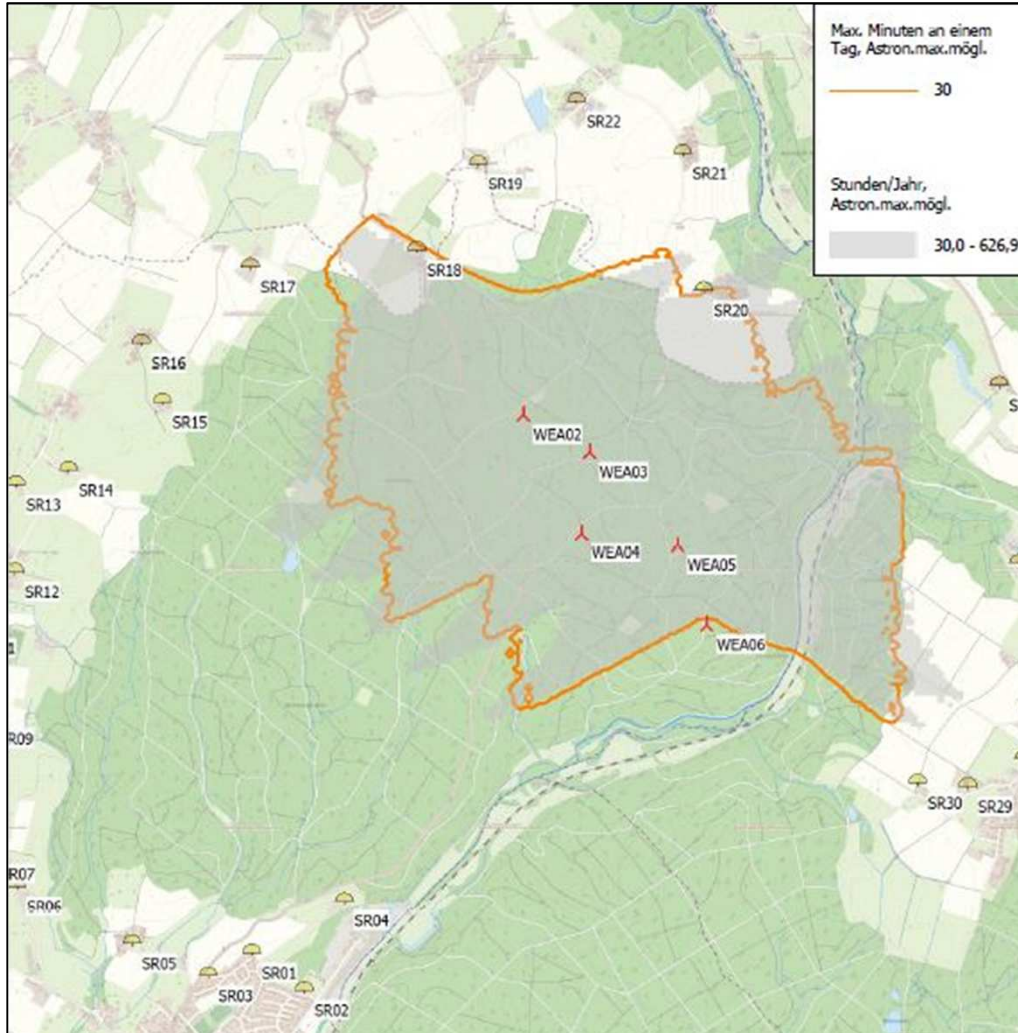 Max. Minuten an einem
Tag, Astron.max.mögl.
30
Stunden/Jahr,
Astron.max.mögl.
30,0 - 626,9
SR22
SR21
SR19
SR18
SR17
SR20
SR16
SR15
WEA02
WEA03
SR14
SR13
WEA04
WEA05
SR12
WEA06
R09
SR30
SR29
R07
R06
SR04
SR05
SR01
SR03
SR02